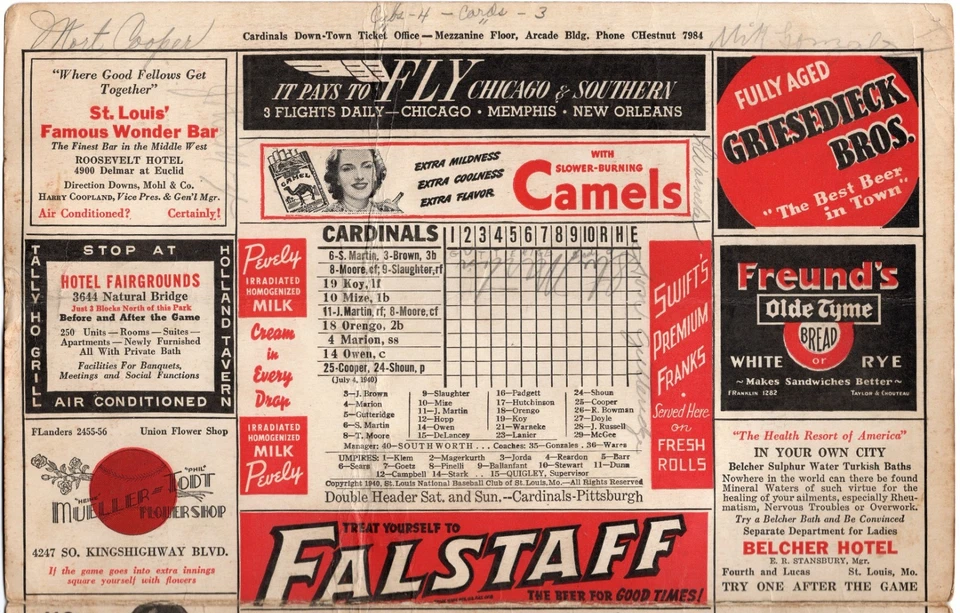 Cubs - 4 - Cards - 3
Mort Cooper
Cardinals Down-Town Ticket Office — Mezzanine Floor, Arcade Bldg. Phone CHestnut 7984
"Where Good Fellows Get
Together"
St. Louis'
Famous Wonder Bar
The Finest Bar in the Middle West
ROOSEVELT HOTEL
4900 Delmar at Euclid
Direction Downs, Mohl & Co.
HARRY COOPLAND, Vice Pres. & Gen'l Mgr.
Air Conditioned? Certainly!
IT PAYS TO FLY CHICAGO & SOUTHERN
3 FLIGHTS DAILY — CHICAGO • MEMPHIS • NEW ORLEANS
CAMEL
EXTRA MILDNESS
EXTRA COOLNESS
EXTRA FLAVOR
WITH
SLOWER-BURNING
Camels
FULLY AGED
GRIESEDIECK
BROS.
"The Best Beer
in Town"
STOP AT
TALLY HO GRILL
HOLLAND TAVERN
HOTEL FAIRGROUNDS
3644 Natural Bridge
Just 3 Blocks North of this Park
Before and After the Game
250 Units—Rooms—Suites—
Apartments—Newly Furnished
All With Private Bath
Facilities For Banquets,
Meetings and Social Functions
AIR CONDITIONED
Pevely
IRRADIATED
HOMOGENIZED
MILK
Cream
in
Every
Drop
IRRADIATED
HOMOGENIZED
MILK
Pevely
CARDINALS 1 2 3 4 5 6 7 8 9 10 R H E
6-S. Martin, 3-Brown, 3b
8-Moore, cf; 9-Slaughter, rf
19 Koy, lf
10 Mize, 1b
11-J. Martin, rf; 8-Moore, cf
18 Orengo, 2b
4 Marion, ss
14 Owen, c
25-Cooper, 24-Shoun, p
(July 4, 1940)
3—J. Brown 9—Slaughter 16—Padgett 24—Shoun
4—Marion 10—Mize 17—Hutchinson 25—Cooper
5—Gutteridge 11—J. Martin 18—Orengo 26—R. Bowman
6—S. Martin 12—Hopp 19—Koy 27—Doyle
8—T. Moore 14—Owen 21—Warneke 28—J. Russell
15—DeLancey 23—Lanier 29—McGee
Manager: 40—SOUTHWORTH . . . Coaches: 35—Gonzales . 36—Wares
UMPIRES: 1—Klem 2—Magerkurth 3—Jorda 4—Reardon 5—Barr
6—Sears 7—Goetz 8—Pinelli 9—Ballanfant 10—Stewart 11—Dunn
12—Campbell 14—Stark 15—QUIGLEY, Supervisor
Copyright 1940, St. Louis National Baseball Club of St. Louis, Mo.—All Rights Reserved
Double Header Sat. and Sun.--Cardinals-Pittsburgh
SWIFT'S
PREMIUM
FRANKS
•
Served Here
on
FRESH
ROLLS
Freund's
Olde Tyme
BREAD
WHITE or RYE
~ Makes Sandwiches Better ~
FRANKLIN 1282 TAYLOR & CHOUTEAU
FLanders 2455-56 Union Flower Shop
"HEINIE" "PHIL"
MUELLER AND TODT
FLOWER SHOP
4247 SO. KINGSHIGHWAY BLVD.
If the game goes into extra innings
square yourself with flowers
TREAT YOURSELF TO
FALSTAFF
THE BEER FOR GOOD TIMES!
"The Health Resort of America"
IN YOUR OWN CITY
Belcher Sulphur Water Turkish Baths
Nowhere in the world can there be found
Mineral Waters of such virtue for the
healing of your ailments, especially Rheu-
matism, Nervous Troubles or Overwork.
Try a Belcher Bath and Be Convinced
Separate Department for Ladies
BELCHER HOTEL
E. R. STANSBURY, Mgr.
Fourth and Lucas St. Louis, Mo.
TRY ONE AFTER THE GAME